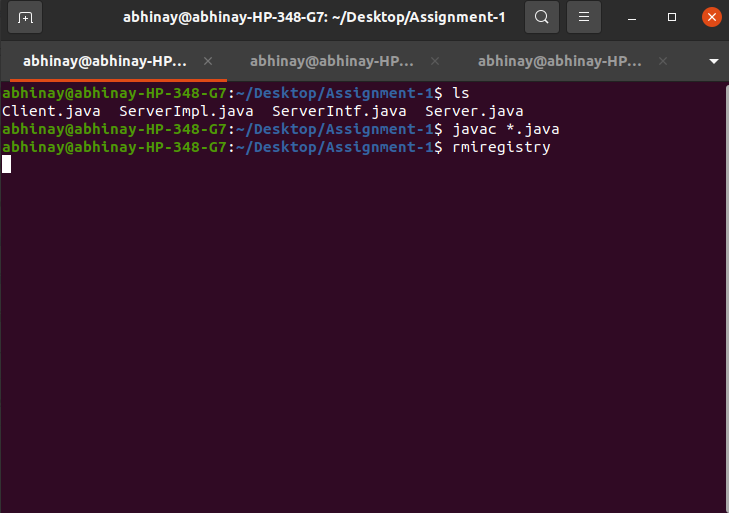 abhinay@abhinay-HP-348-G7: ~/Desktop/Assignment-1
abhinay@abhinay-HP... abhinay@abhinay-HP... abhinay@abhinay-HP...
abhinay@abhinay-HP-348-G7:~/Desktop/Assignment-1$ ls
Client.java  ServerImpl.java  ServerIntf.java  Server.java
abhinay@abhinay-HP-348-G7:~/Desktop/Assignment-1$ javac *.java
abhinay@abhinay-HP-348-G7:~/Desktop/Assignment-1$ rmiregistry